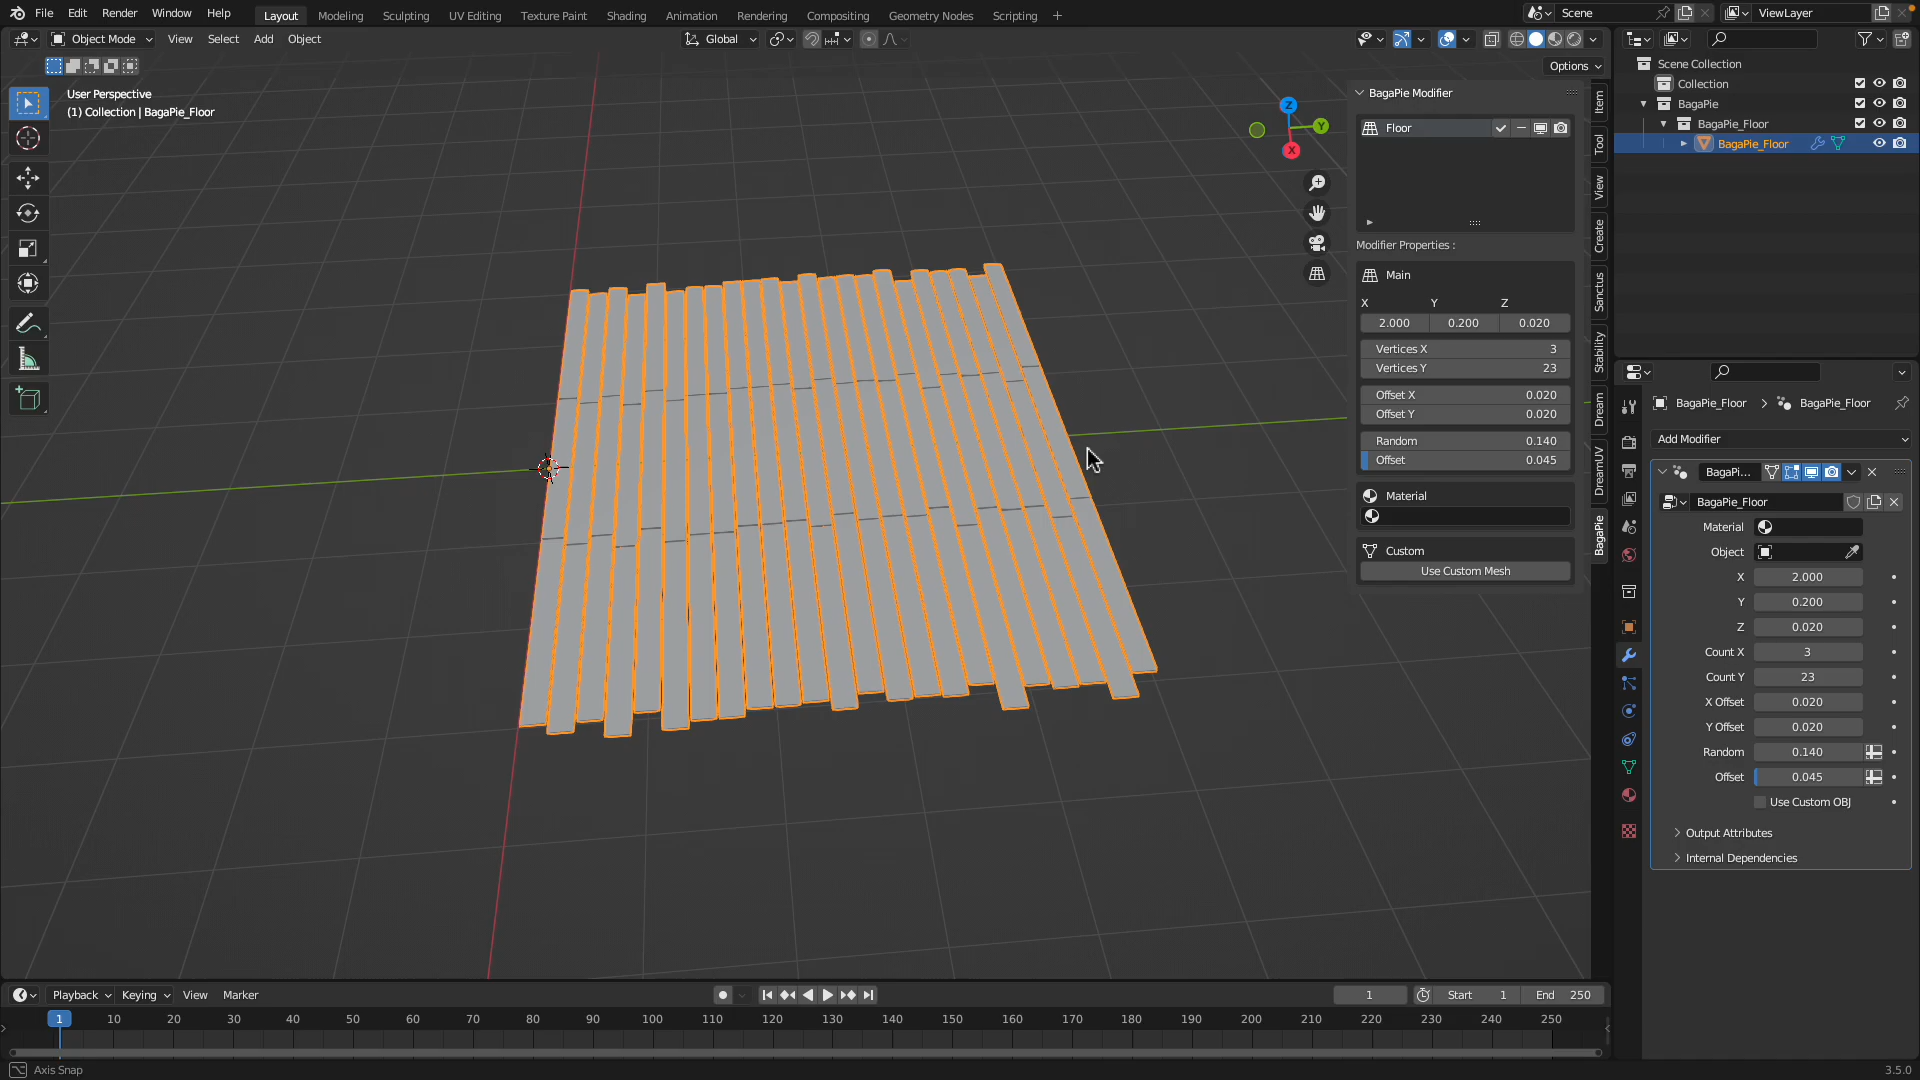 File Edit Render Window Help Layout Modeling Sculpting UV Editing Texture Paint Shading Animation Rendering Compositing Geometry Nodes Scripting + Scene ViewLayer
Object Mode View Select Add Object Global
Options
User Perspective
(1) Collection | BagaPie_Floor
X
Y
Z
BagaPie Modifier
Floor
Modifier Properties :
Main
X Y Z
2.000 0.200 0.020
Vertices X 3
Vertices Y 23
Offset X 0.020
Offset Y 0.020
Random 0.140
Offset 0.045
Material
Custom
Use Custom Mesh
Item
Tool
View
Create
Sanctus
Stability
Dream
DreamUV
BagaPie
Scene Collection
Collection
BagaPie
BagaPie_Floor
BagaPie_Floor
BagaPie_Floor > BagaPie_Floor
Add Modifier
BagaPi...
BagaPie_Floor
Material
Object
X 2.000
Y 0.200
Z 0.020
Count X 3
Count Y 23
X Offset 0.020
Y Offset 0.020
Random 0.140
Offset 0.045
Use Custom OBJ
Output Attributes
Internal Dependencies
Playback Keying View Marker 1 Start 1 End 250
1 10 20 30 40 50 60 70 80 90 100 110 120 130 140 150 160 170 180 190 200 210 220 230 240 250
Axis Snap 3.5.0